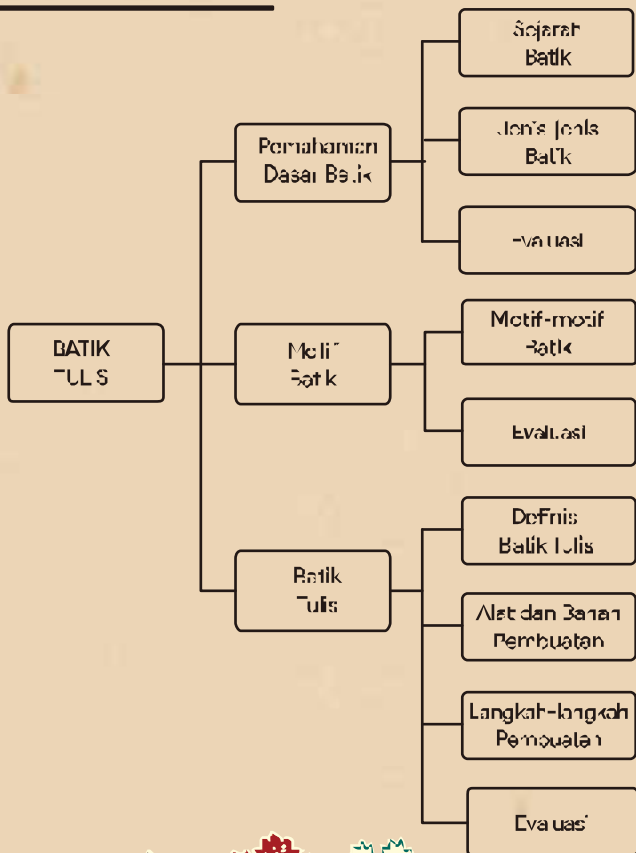 BATIK
TULIS
Pemahaman
Dasar Batik
Sejarah
Batik
Jenis Jenis
Batik
Evaluasi
Motif
Batik
Motif-motif
Batik
Evaluasi
Batik
Tulis
Definisi
Batik Tulis
Alat dan Bahan
Pembuatan
Langkah-langkah
Pembuatan
Evaluasi